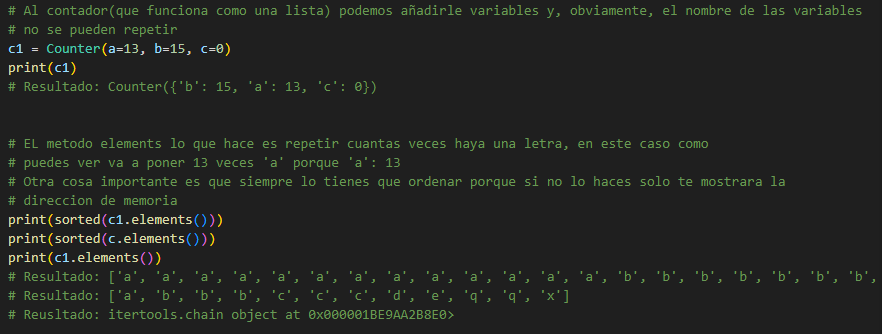 # Al contador(que funciona como una lista) podemos añadirle variables y, obviamente, el nombre de las variables
# no se pueden repetir
c1 = Counter(a=13, b=15, c=0)
print(c1)
# Resultado: Counter({'b': 15, 'a': 13, 'c': 0})
# EL metodo elements lo que hace es repetir cuantas veces haya una letra, en este caso como
# puedes ver va a poner 13 veces 'a' porque 'a': 13
# Otra cosa importante es que siempre lo tienes que ordenar porque si no lo haces solo te mostrara la
# direccion de memoria
print(sorted(c1.elements()))
print(sorted(c.elements()))
print(c1.elements())
# Resultado: ['a', 'a', 'a', 'a', 'a', 'a', 'a', 'a', 'a', 'a', 'a', 'a', 'a', 'b', 'b', 'b', 'b', 'b', 'b', 'b',
# Resultado: ['a', 'b', 'b', 'b', 'c', 'c', 'c', 'd', 'e', 'q', 'q', 'x']
# Reusltado: itertools.chain object at 0x000001BE9AA2B8E0>